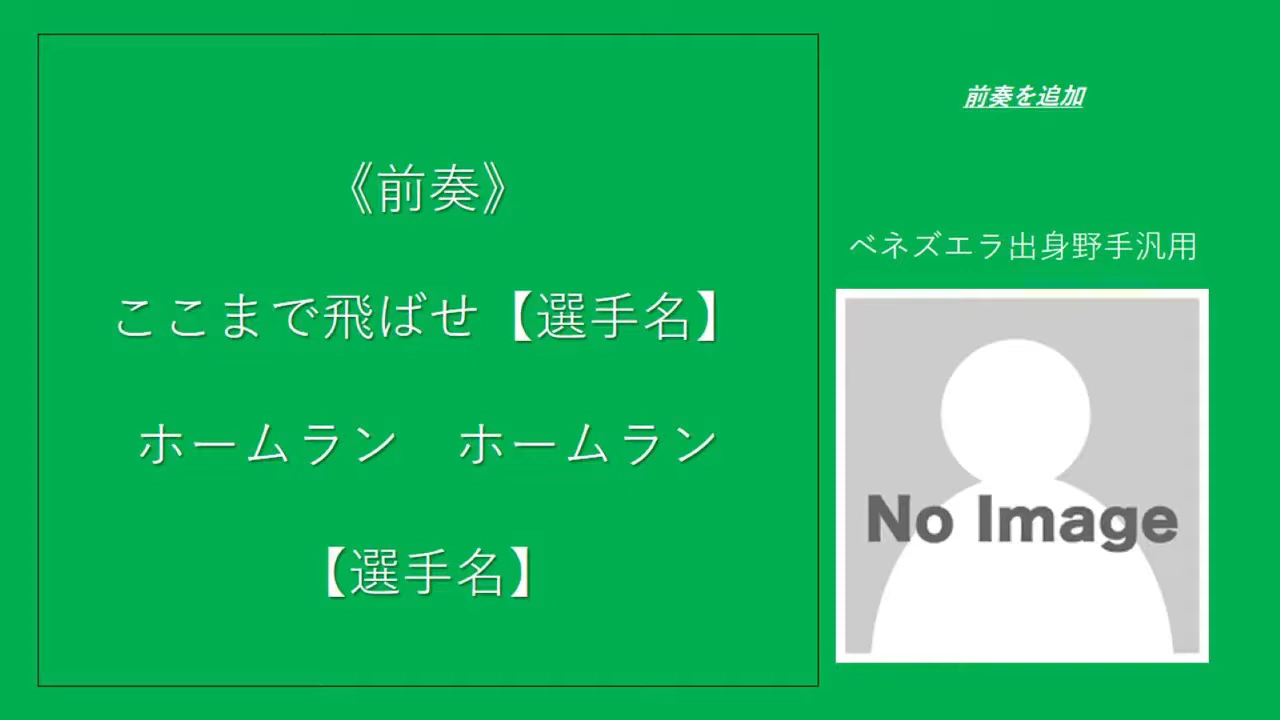 《前奏》
ここまで飛ばせ【選手名】
ホームラン　ホームラン
【選手名】
前奏を追加
ベネズエラ出身野手汎用
No Image